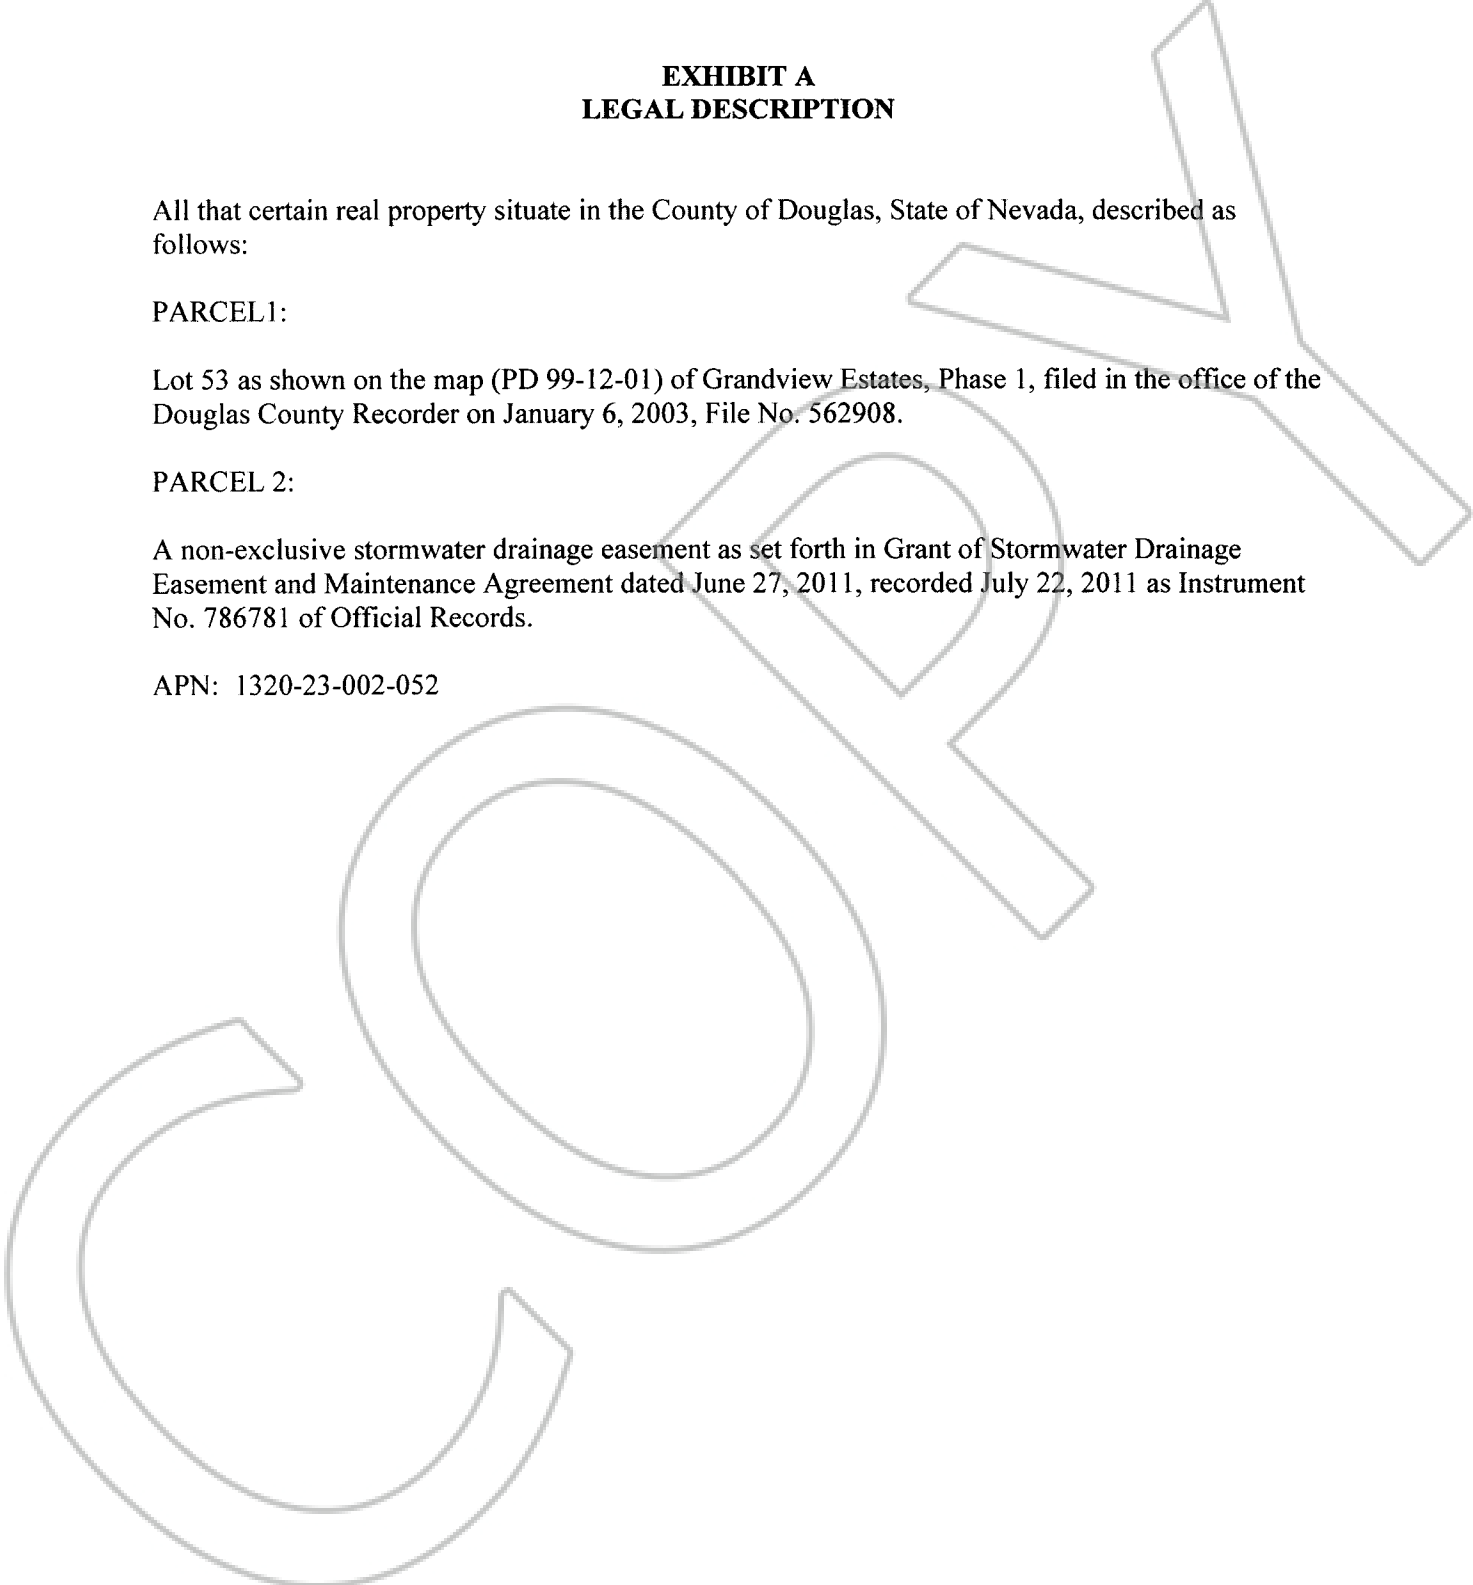 EXHIBIT A
LEGAL DESCRIPTION
All that certain real property situate in the County of Douglas, State of Nevada, described as
follows:
PARCEL1:
Lot 53 as shown on the map (PD 99-12-01) of Grandview Estates, Phase 1, filed in the office of the
Douglas County Recorder on January 6, 2003, File No. 562908.
PARCEL 2:
A non-exclusive stormwater drainage easement as set forth in Grant of Stormwater Drainage
Easement and Maintenance Agreement dated June 27, 2011, recorded July 22, 2011 as Instrument
No. 786781 of Official Records.
APN: 1320-23-002-052
COPY